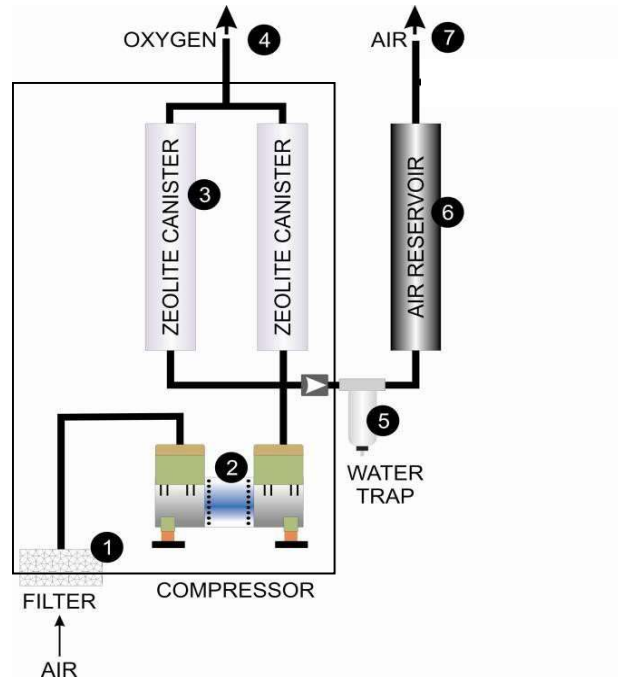 OXYGEN 4
AIR 7
ZEOLITE CANISTER
3
ZEOLITE CANISTER
AIR RESERVOIR
6
5
WATER
TRAP
2
COMPRESSOR
1
FILTER
AIR